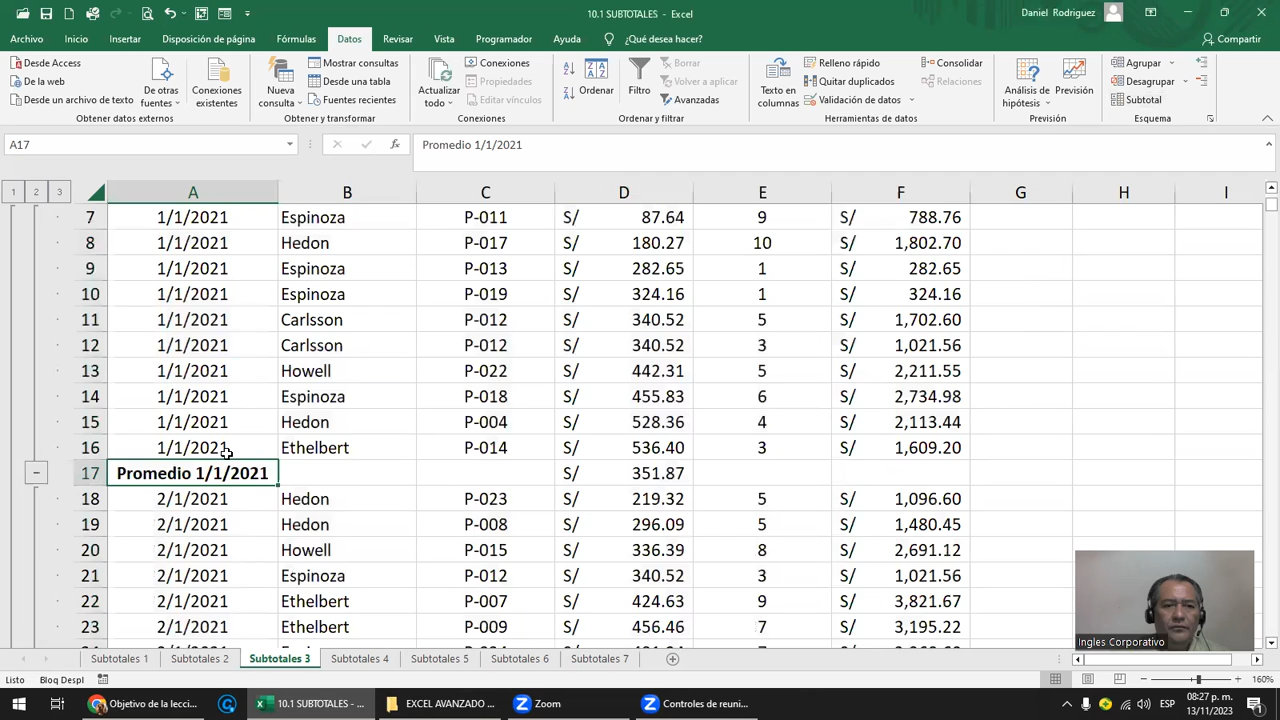 10.1 SUBTOTALES - Excel
Daniel Rodriguez
Archivo Inicio Insertar Disposición de página Fórmulas Datos Revisar Vista Programador Ayuda ¿Qué desea hacer? Compartir
Desde Access
De la web
Desde un archivo de texto
De otras fuentes
Conexiones existentes
Obtener datos externos
Nueva consulta
Mostrar consultas
Desde una tabla
Fuentes recientes
Obtener y transformar
Actualizar todo
Conexiones
Propiedades
Editar vínculos
Conexiones
Ordenar
Filtro
Borrar
Volver a aplicar
Avanzadas
Ordenar y filtrar
Texto en columnas
Relleno rápido
Quitar duplicados
Validación de datos
Consolidar
Relaciones
Herramientas de datos
Análisis de hipótesis
Previsión
Previsión
Agrupar
Desagrupar
Subtotal
Esquema
A17 fx Promedio 1/1/2021
1 2 3 A B C D E F G H I
7 1/1/2021 Espinoza P-011 S/ 87.64 9 S/ 788.76
8 1/1/2021 Hedon P-017 S/ 180.27 10 S/ 1,802.70
9 1/1/2021 Espinoza P-013 S/ 282.65 1 S/ 282.65
10 1/1/2021 Espinoza P-019 S/ 324.16 1 S/ 324.16
11 1/1/2021 Carlsson P-012 S/ 340.52 5 S/ 1,702.60
12 1/1/2021 Carlsson P-012 S/ 340.52 3 S/ 1,021.56
13 1/1/2021 Howell P-022 S/ 442.31 5 S/ 2,211.55
14 1/1/2021 Espinoza P-018 S/ 455.83 6 S/ 2,734.98
15 1/1/2021 Hedon P-004 S/ 528.36 4 S/ 2,113.44
16 1/1/2021 Ethelbert P-014 S/ 536.40 3 S/ 1,609.20
17 Promedio 1/1/2021 S/ 351.87
18 2/1/2021 Hedon P-023 S/ 219.32 5 S/ 1,096.60
19 2/1/2021 Hedon P-008 S/ 296.09 5 S/ 1,480.45
20 2/1/2021 Howell P-015 S/ 336.39 8 S/ 2,691.12
21 2/1/2021 Espinoza P-012 S/ 340.52 3 S/ 1,021.56
22 2/1/2021 Ethelbert P-007 S/ 424.63 9 S/ 3,821.67
23 2/1/2021 Ethelbert P-009 S/ 456.46 7 S/ 3,195.22
Ingles Corporativo
Subtotales 1 Subtotales 2 Subtotales 3 Subtotales 4 Subtotales 5 Subtotales 6 Subtotales 7
Listo Bloq Despl 160%
Objetivo de la lecci... 10.1 SUBTOTALES - ... EXCEL AVANZADO ... Zoom Controles de reuni... ESP 08:27 p. m.
13/11/2023